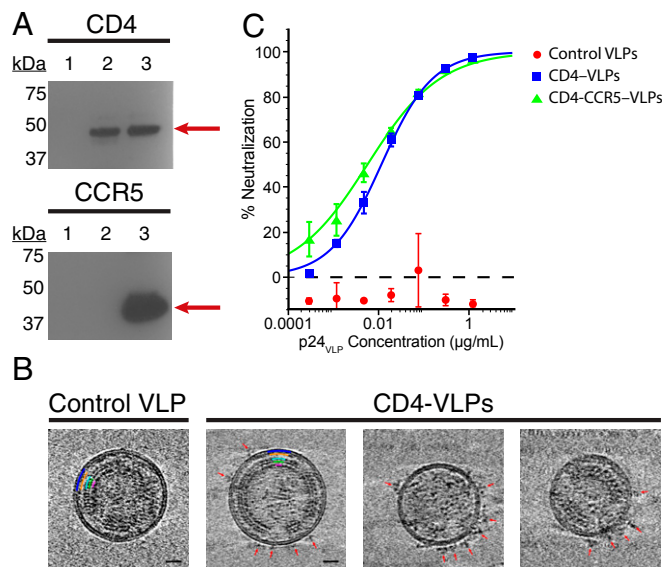 A
CD4
kDa 1 2 3
75
50
37
CCR5
kDa 1 2 3
75
50
37
C
% Neutralization
100
80
60
40
20
0
0.0001 0.01 1
p24VLP Concentration (μg/mL)
Control VLPs
CD4–VLPs
CD4-CCR5–VLPs
B
Control VLP
CD4-VLPs